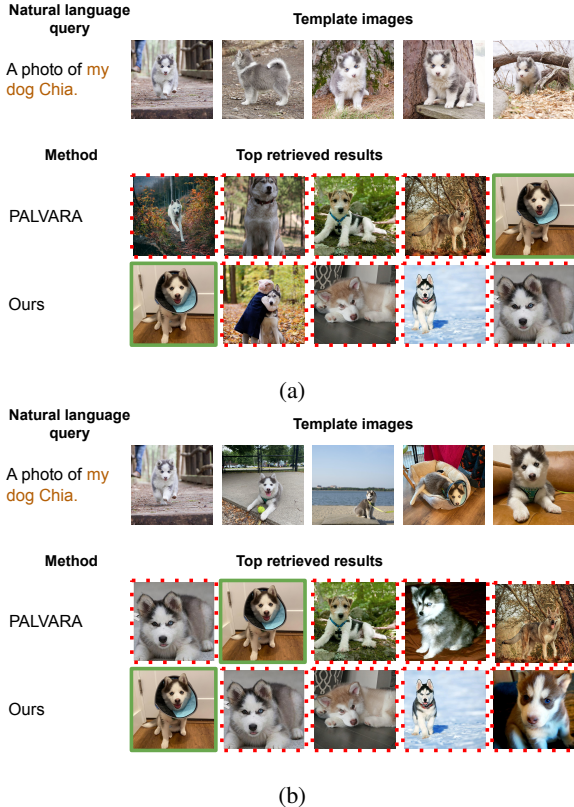 Natural language query
Template images
A photo of my dog Chia.
Method
Top retrieved results
PALVARA
Ours
(a)
Natural language query
Template images
A photo of my dog Chia.
Method
Top retrieved results
PALVARA
Ours
(b)